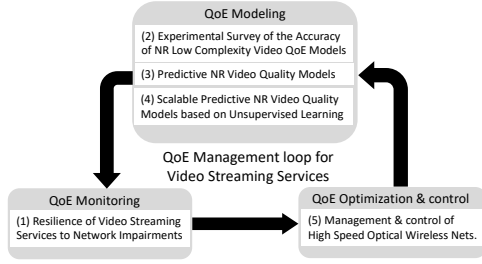 QoE Modeling
(2) Experimental Survey of the Accuracy
of NR Low Complexity Video QoE Models
(3) Predictive NR Video Quality Models
(4) Scalable Predictive NR Video Quality
Models based on Unsupervised Learning
QoE Management loop for
Video Streaming Services
QoE Monitoring
(1) Resilience of Video Streaming
Services to Network Impairments
QoE Optimization & control
(5) Management & control of
High Speed Optical Wireless Nets.